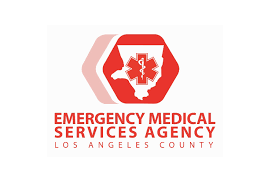 EMERGENCY MEDICAL
SERVICES AGENCY
LOS ANGELES COUNTY